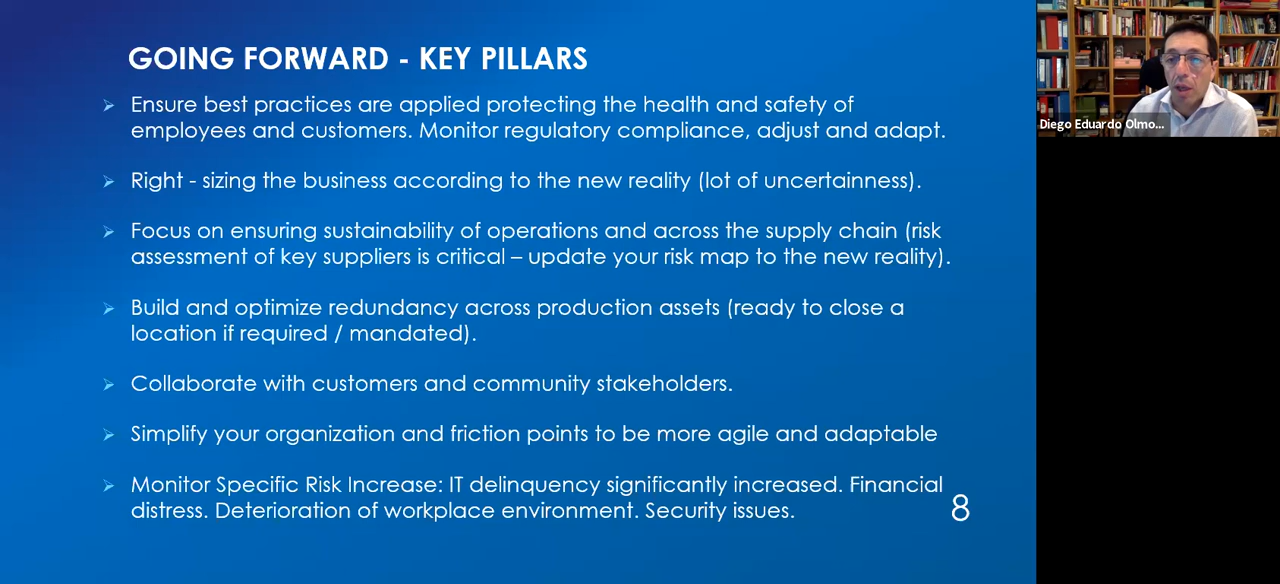 GOING FORWARD - KEY PILLARS
Ensure best practices are applied protecting the health and safety of
employees and customers. Monitor regulatory compliance, adjust and adapt.
Right - sizing the business according to the new reality (lot of uncertainness).
Focus on ensuring sustainability of operations and across the supply chain (risk
assessment of key suppliers is critical – update your risk map to the new reality).
Build and optimize redundancy across production assets (ready to close a
location if required / mandated).
Collaborate with customers and community stakeholders.
Simplify your organization and friction points to be more agile and adaptable
Monitor Specific Risk Increase: IT delinquency significantly increased. Financial
distress. Deterioration of workplace environment. Security issues.
8
Diego Eduardo Olmo...